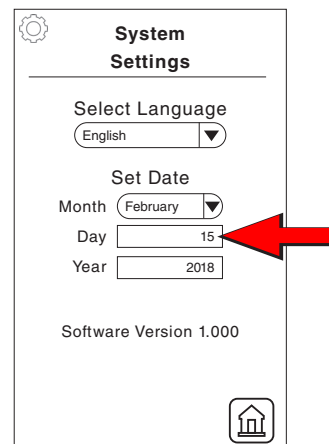 System
Settings
Select Language
English
Set Date
Month February
Day 15
Year 2018
Software Version 1.000